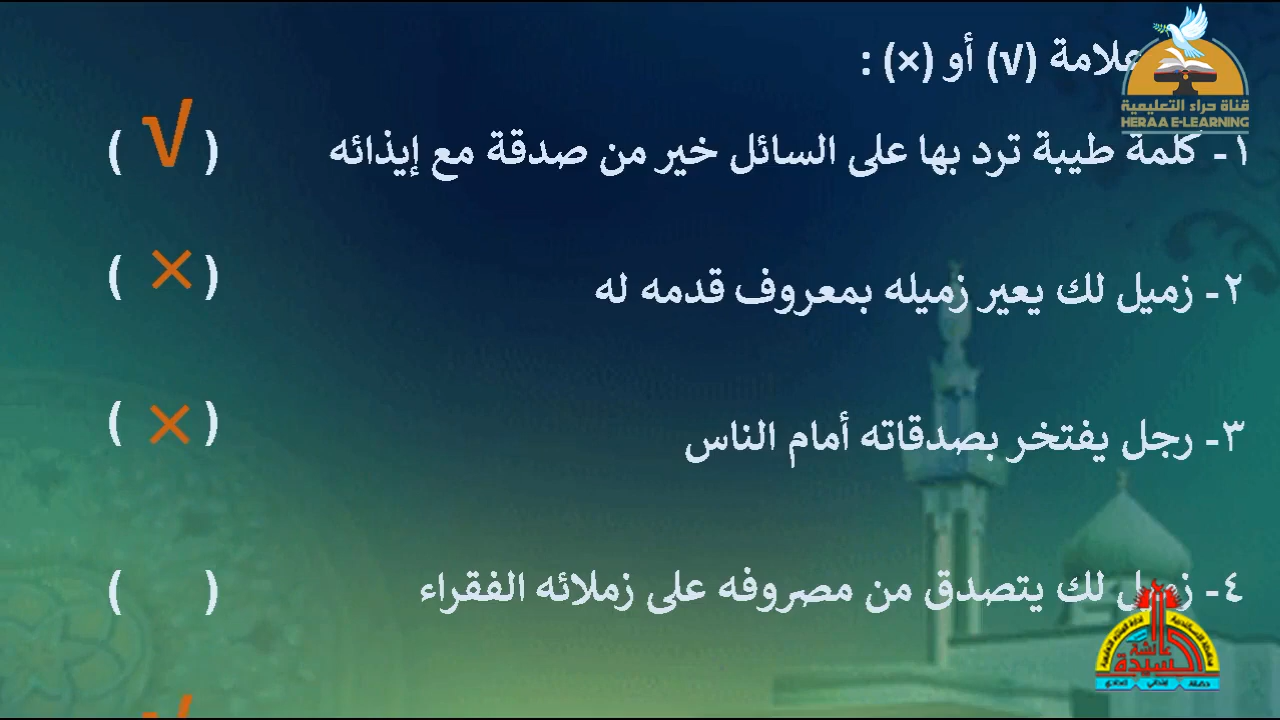 علامة (√) أو (×) :
قناة حراء التعليمية
HERAA E-LEARNING
١- كلمة طيبة ترد بها على السائل خير من صدقة مع إيذائه ( √ )
٢- زميل لك يعير زميله بمعروف قدمه له ( × )
٣- رجل يفتخر بصدقاته أمام الناس ( × )
٤- زميل لك يتصدق من مصروفه على زملائه الفقراء ( )
عائشة
السيدة